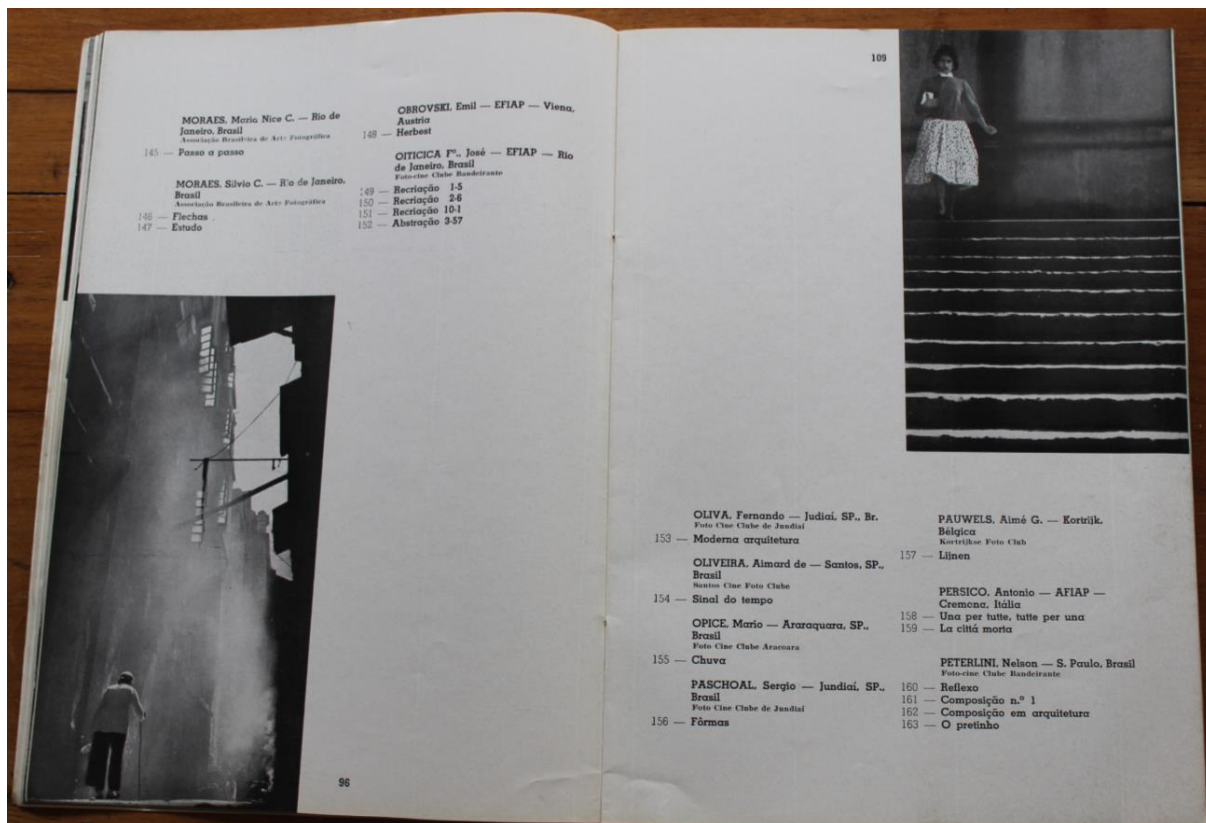 MORAES, Maria Nice C. — Rio de
Janeiro, Brasil
Associação Brasileira de Arte Fotográfica
145 — Passo a passo
MORAES, Silvio C. — Rio de Janeiro,
Brasil
Associação Brasileira de Arte Fotográfica
146 — Flechas
147 — Estudo
OBROVSKI, Emil — EFIAP — Viena,
Austria
148 — Herbest
OITICICA Fº., José — EFIAP — Rio
de Janeiro, Brasil
Foto-cine Clube Bandeirante
149 — Recriação 1-5
150 — Recriação 2-6
151 — Recriação 10-1
152 — Abstração 3-57
96
109
OLIVA, Fernando — Judiaí, SP., Br.
Foto Cine Clube de Jundiaí
153 — Moderna arquitetura
OLIVEIRA, Aimard de — Santos, SP.,
Brasil
Santos Cine Foto Clube
154 — Sinal do tempo
OPICE, Mario — Araraquara, SP.,
Brasil
Foto Cine Clube Aracoara
155 — Chuva
PASCHOAL, Sergio — Jundiaí, SP.,
Brasil
Foto Cine Clube de Jundiaí
156 — Fôrmas
PAUWELS, Aimé G. — Kortrijk,
Bélgica
Kortrijkse Foto Club
157 — Lijnen
PERSICO, Antonio — AFIAP —
Cremona, Itália
158 — Una per tutte, tutte per una
159 — La cittá morta
PETERLINI, Nelson — S. Paulo, Brasil
Foto-cine Clube Bandeirante
160 — Reflexo
161 — Composição n.º 1
162 — Composição em arquitetura
163 — O pretinho